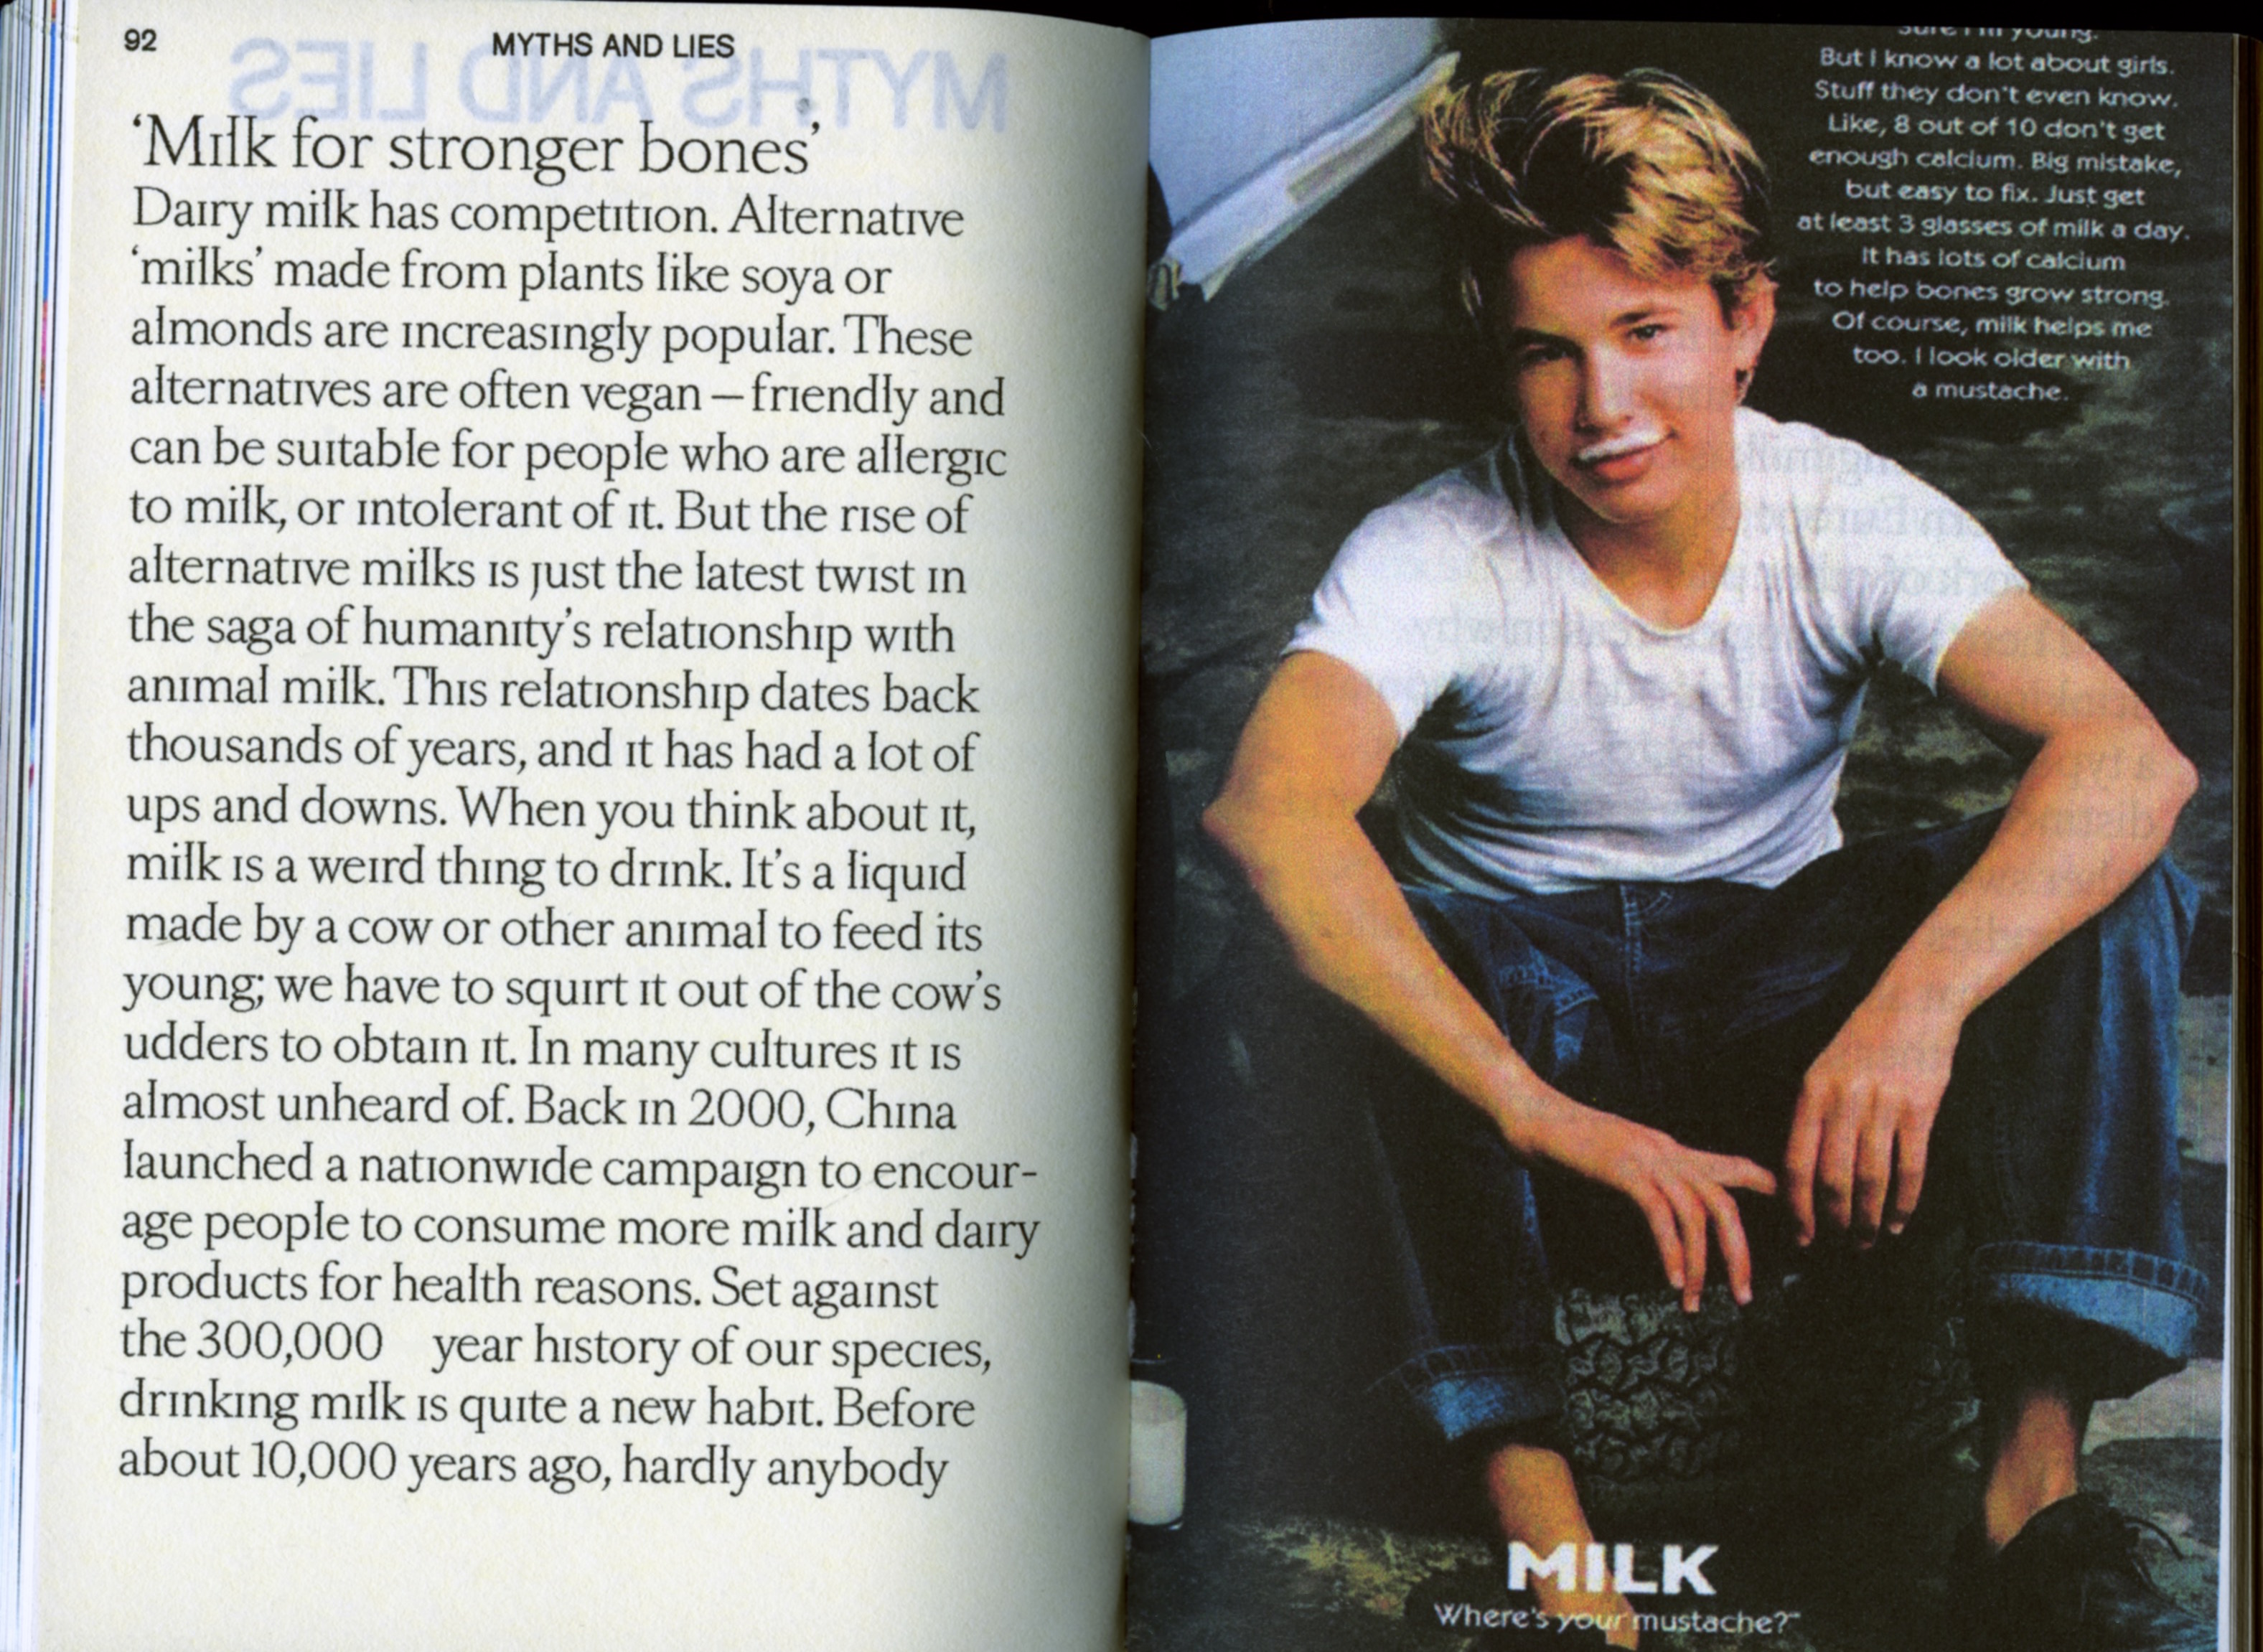 92
MYTHS AND LIES
MYTHS AND LIES
‘Milk for stronger bones’
Dairy milk has competition. Alternative
‘milks’ made from plants like soya or
almonds are increasingly popular. These
alternatives are often vegan – friendly and
can be suitable for people who are allergic
to milk, or intolerant of it. But the rise of
alternative milks is just the latest twist in
the saga of humanity’s relationship with
animal milk. This relationship dates back
thousands of years, and it has had a lot of
ups and downs. When you think about it,
milk is a weird thing to drink. It’s a liquid
made by a cow or other animal to feed its
young; we have to squirt it out of the cow’s
udders to obtain it. In many cultures it is
almost unheard of. Back in 2000, China
launched a nationwide campaign to encour-
age people to consume more milk and dairy
products for health reasons. Set against
the 300,000 year history of our species,
drinking milk is quite a new habit. Before
about 10,000 years ago, hardly anybody
Sure I'm young.
But I know a lot about girls.
Stuff they don't even know.
Like, 8 out of 10 don't get
enough calcium. Big mistake,
but easy to fix. Just get
at least 3 glasses of milk a day.
It has lots of calcium
to help bones grow strong.
Of course, milk helps me
too. I look older with
a mustache.
MILK
Where's your mustache?™